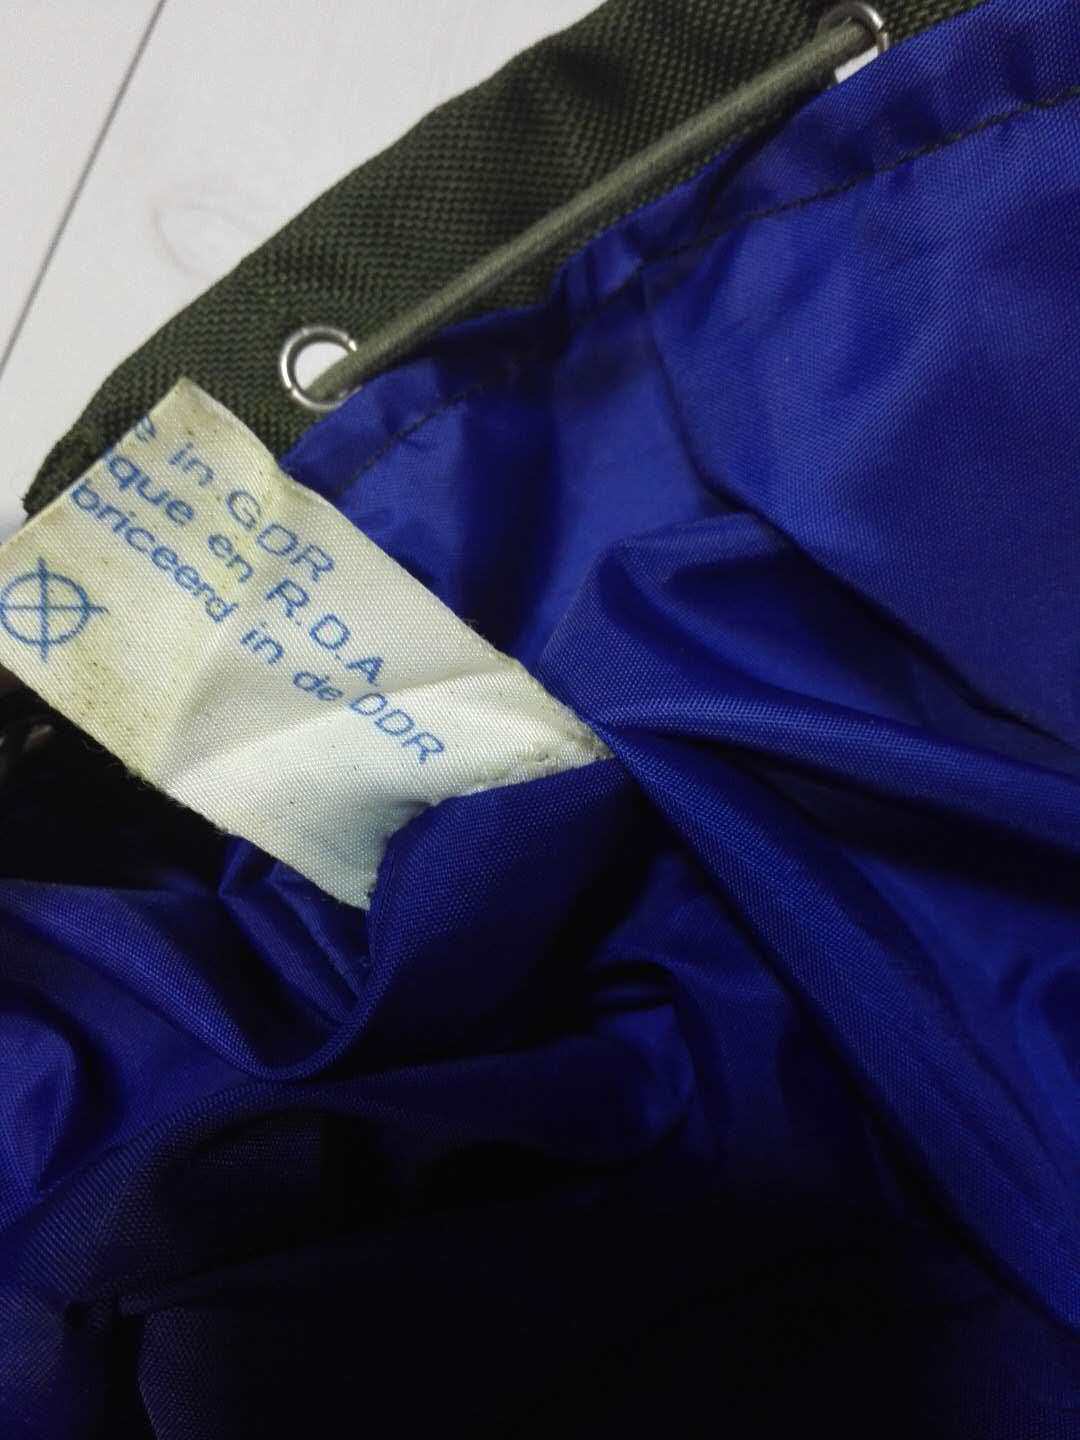 e in GDR
que en R.D.A.
briceerd in de DDR